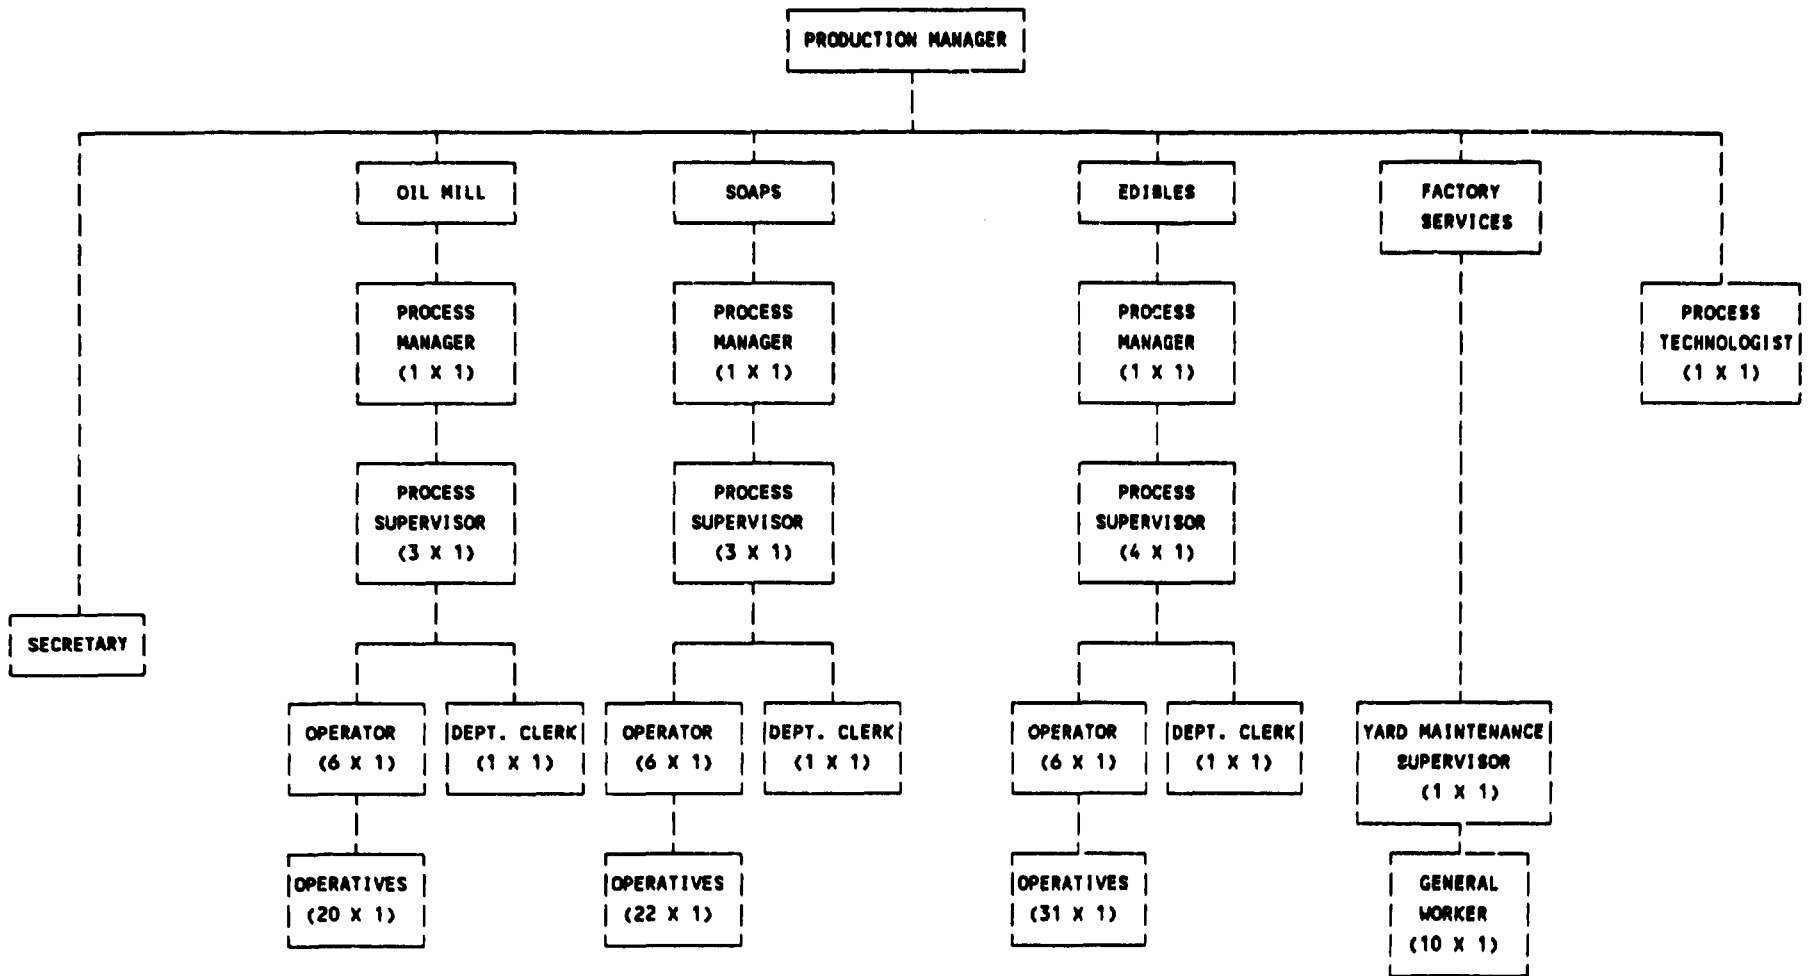 PRODUCTION MANAGER
OIL MILL
SOAPS
EDIBLES
FACTORY
SERVICES
PROCESS
MANAGER
(1 X 1)
PROCESS
MANAGER
(1 X 1)
PROCESS
MANAGER
(1 X 1)
PROCESS
TECHNOLOGIST
(1 X 1)
PROCESS
SUPERVISOR
(3 X 1)
PROCESS
SUPERVISOR
(3 X 1)
PROCESS
SUPERVISOR
(4 X 1)
SECRETARY
OPERATOR
(6 X 1)
DEPT. CLERK
(1 X 1)
OPERATOR
(6 X 1)
DEPT. CLERK
(1 X 1)
OPERATOR
(6 X 1)
DEPT. CLERK
(1 X 1)
YARD MAINTENANCE
SUPERVISOR
(1 X 1)
OPERATIVES
(20 X 1)
OPERATIVES
(22 X 1)
OPERATIVES
(31 X 1)
GENERAL
WORKER
(10 X 1)